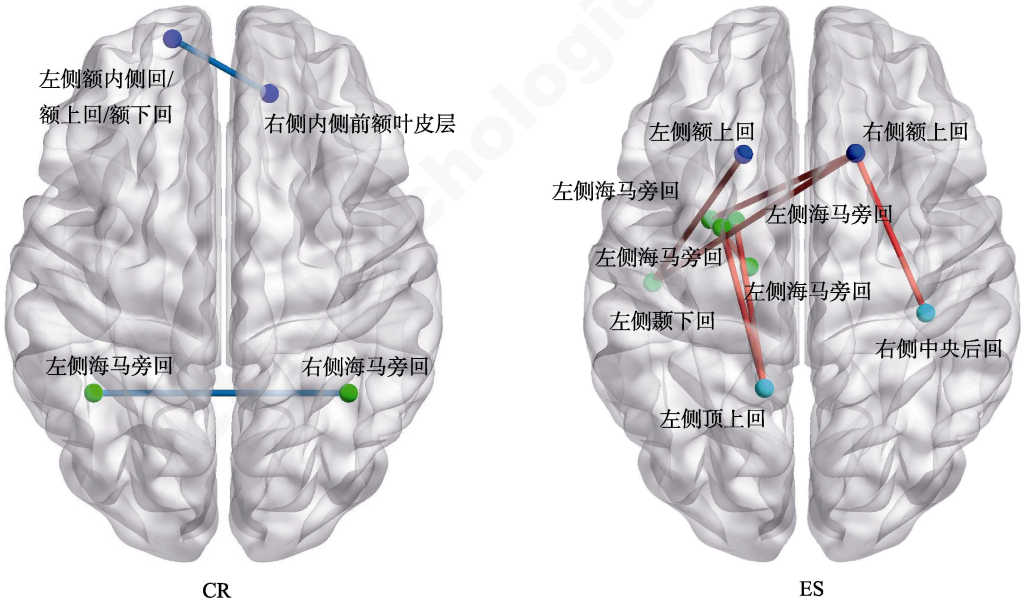 chologic
左侧额内侧回/
额上回/额下回
右侧内侧前额叶皮层
左侧海马旁回
右侧海马旁回
CR
左侧额上回
右侧额上回
左侧海马旁回
左侧海马旁回
左侧海马旁回
左侧海马旁回
左侧颞下回
右侧中央后回
左侧顶上回
ES